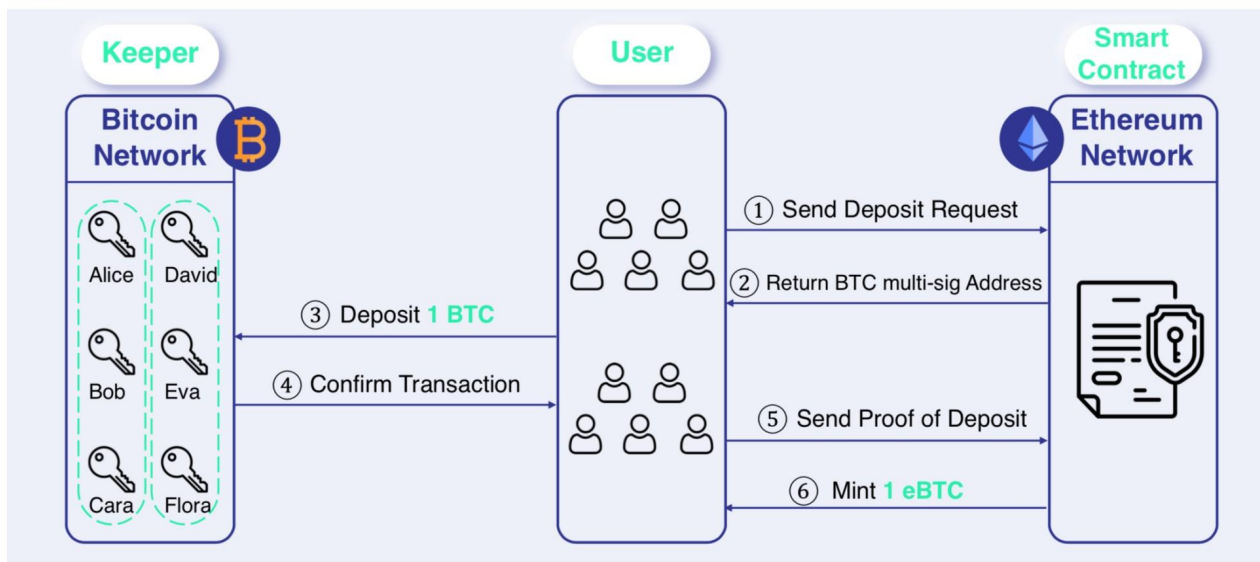 Keeper
User
Smart
Contract
Bitcoin
Network
Ethereum
Network
Alice
David
Bob
Eva
Cara
Flora
① Send Deposit Request
② Return BTC multi-sig Address
③ Deposit 1 BTC
④ Confirm Transaction
⑤ Send Proof of Deposit
⑥ Mint 1 eBTC